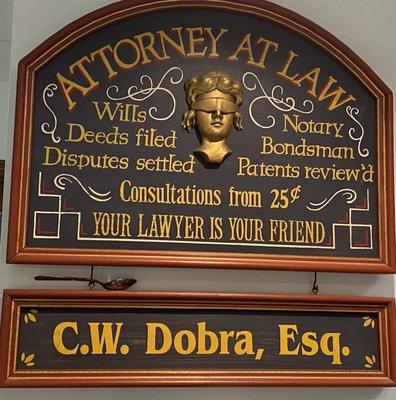 ATTORNEY AT LAW
Wills
Deeds filed
Disputes settled
Notary
Bondsman
Patents review'd
Consultations from 25¢
YOUR LAWYER IS YOUR FRIEND
C.W. Dobra, Esq.